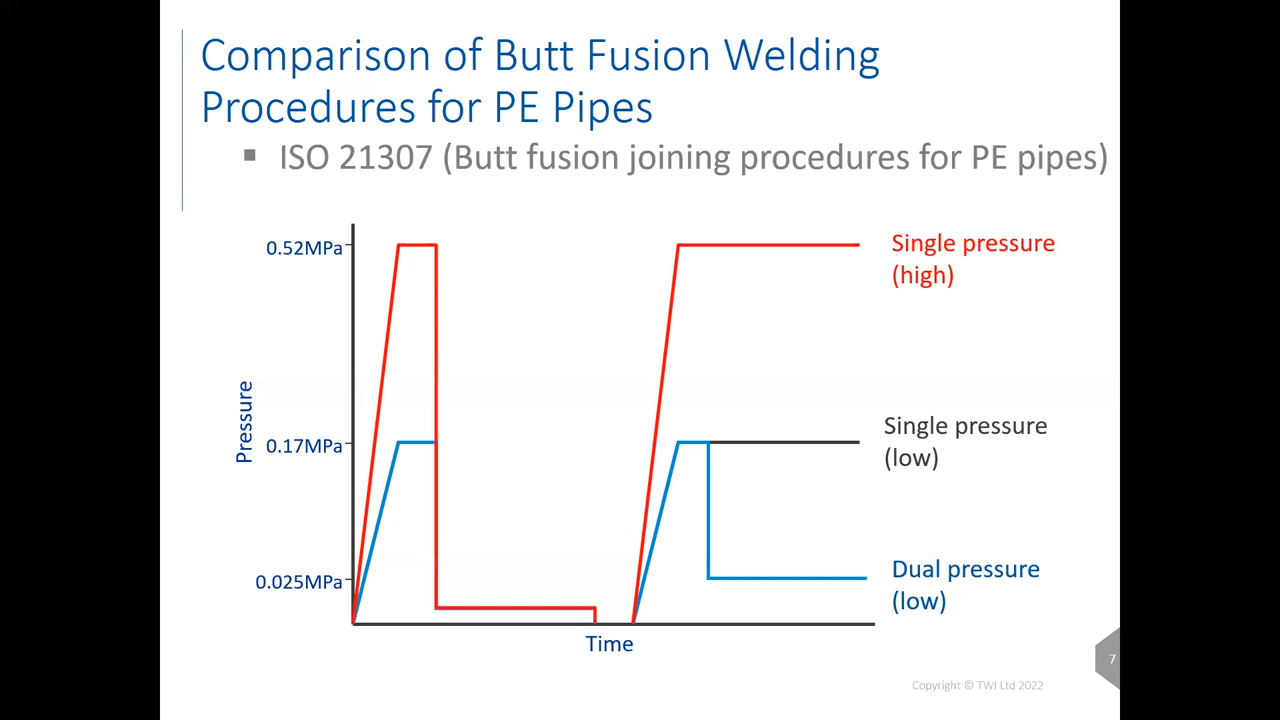 Comparison of Butt Fusion Welding
Procedures for PE Pipes
▪ ISO 21307 (Butt fusion joining procedures for PE pipes)
0.52MPa
Single pressure
(high)
Pressure
0.17MPa
Single pressure
(low)
0.025MPa
Dual pressure
(low)
Time
7
Copyright © TWI Ltd 2022